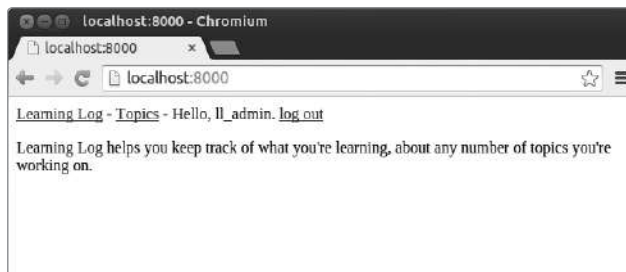 localhost:8000 - Chromium
localhost:8000
localhost:8000
Learning Log - Topics - Hello, ll_admin. log out
Learning Log helps you keep track of what you're learning, about any number of topics you're
working on.